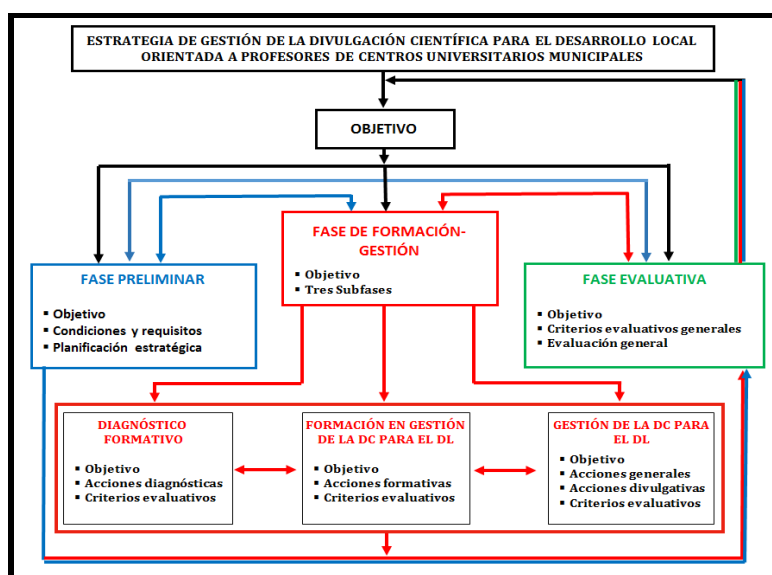 ESTRATEGIA DE GESTIÓN DE LA DIVULGACIÓN CIENTÍFICA PARA EL DESARROLLO LOCAL
ORIENTADA A PROFESORES DE CENTROS UNIVERSITARIOS MUNICIPALES
OBJETIVO
FASE DE FORMACIÓN-
GESTIÓN
▪ Objetivo
▪ Tres Subfases
FASE PRELIMINAR
▪ Objetivo
▪ Condiciones y requisitos
▪ Planificación estratégica
FASE EVALUATIVA
▪ Objetivo
▪ Criterios evaluativos generales
▪ Evaluación general
DIAGNÓSTICO
FORMATIVO
▪ Objetivo
▪ Acciones diagnósticas
▪ Criterios evaluativos
FORMACIÓN EN GESTIÓN
DE LA DC PARA EL DL
▪ Objetivo
▪ Acciones formativas
▪ Criterios evaluativos
GESTIÓN DE LA DC PARA
EL DL
▪ Objetivo
▪ Acciones generales
▪ Acciones divulgativas
▪ Criterios evaluativos